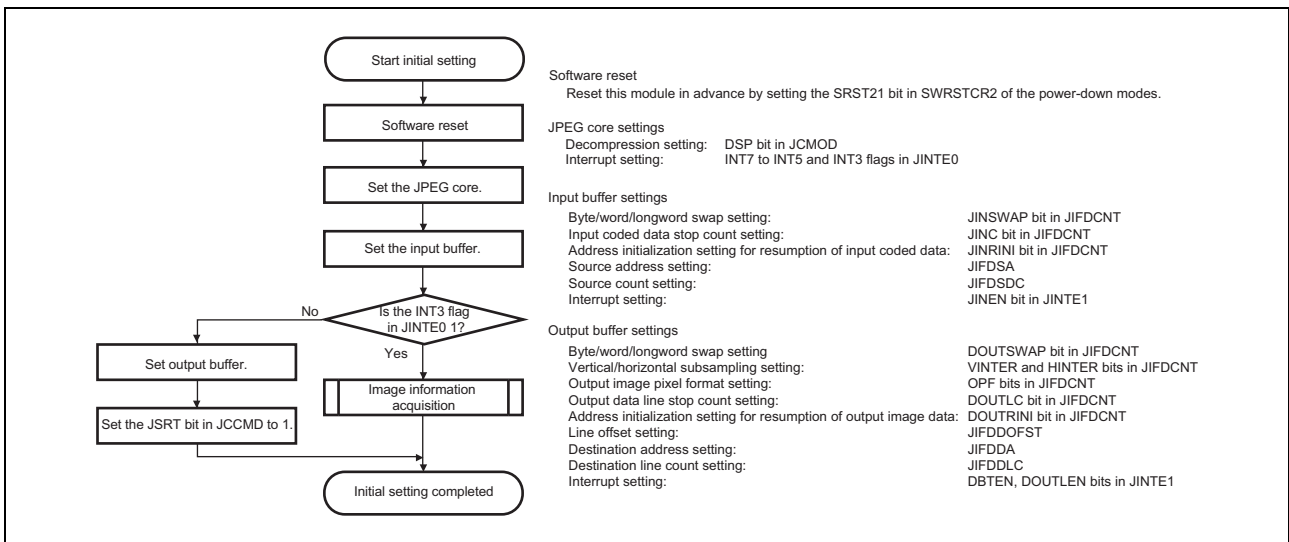 Start initial setting
Software reset
Set the JPEG core.
Set the input buffer.
Is the INT3 flag
in JINTE0 1?
No
Yes
Set output buffer.
Image information
acquisition
Set the JSRT bit in JCCMD to 1.
Initial setting completed
Software reset
Reset this module in advance by setting the SRST21 bit in SWRSTCR2 of the power-down modes.
JPEG core settings
Decompression setting: DSP bit in JCMOD
Interrupt setting: INT7 to INT5 and INT3 flags in JINTE0
Input buffer settings
Byte/word/longword swap setting: JINSWAP bit in JIFDCNT
Input coded data stop count setting: JINC bit in JIFDCNT
Address initialization setting for resumption of input coded data: JINRINI bit in JIFDCNT
Source address setting: JIFDSA
Source count setting: JIFDSDC
Interrupt setting: JINEN bit in JINTE1
Output buffer settings
Byte/word/longword swap setting DOUTSWAP bit in JIFDCNT
Vertical/horizontal subsampling setting: VINTER and HINTER bits in JIFDCNT
Output image pixel format setting: OPF bits in JIFDCNT
Output data line stop count setting: DOUTLC bit in JIFDCNT
Address initialization setting for resumption of output image data: DOUTRINI bit in JIFDCNT
Line offset setting: JIFDDOFST
Destination address setting: JIFDDA
Destination line count setting: JIFDDLC
Interrupt setting: DBTEN, DOUTLEN bits in JINTE1